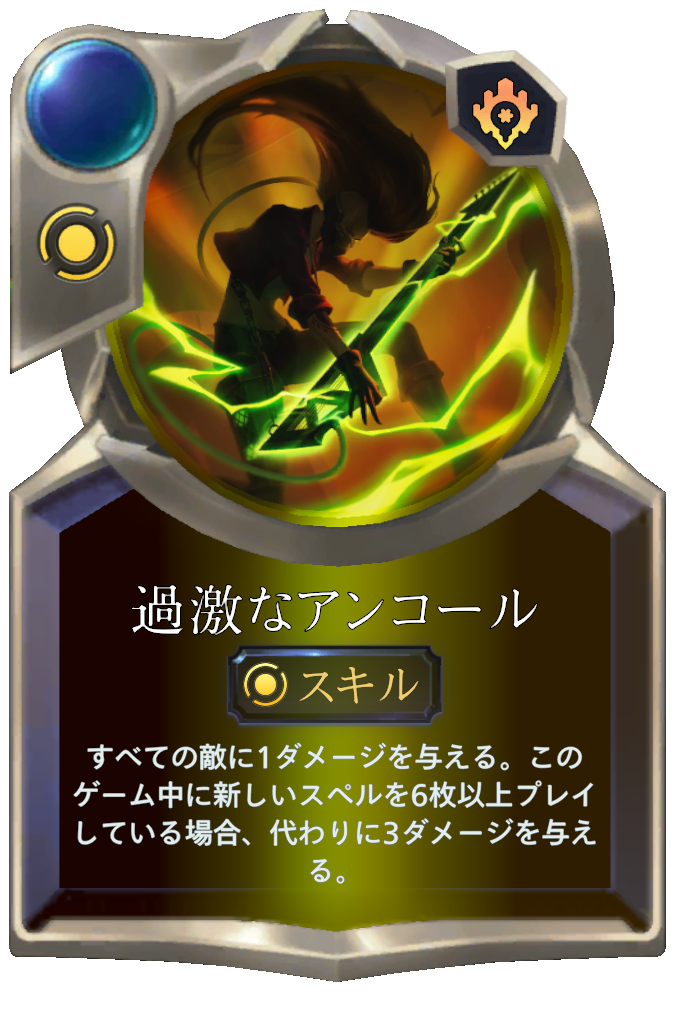 過激なアンコール
スキル
すべての敵に1ダメージを与える。この
ゲーム中に新しいスペルを6枚以上プレイ
している場合、代わりに3ダメージを与え
る。